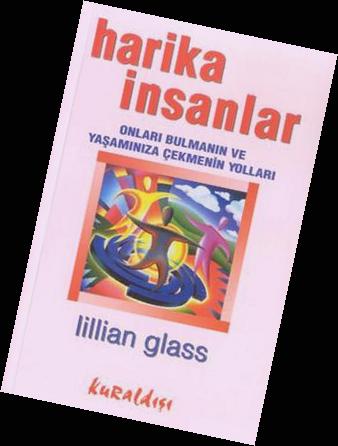 harika
insanlar
ONLARI BULMANIN VE
YAŞAMINIZA ÇEKMENİN YOLLARI
lillian glass
kuraldışı